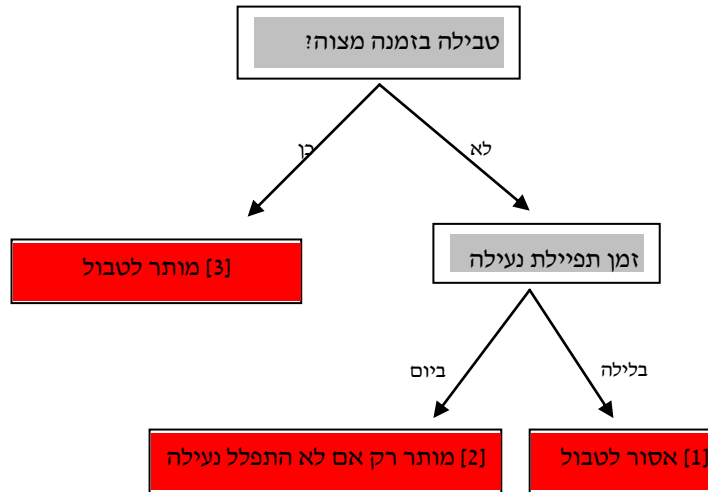 טבילה בזמנה מצוה?
כן
לא
[3] מותר לטבול
זמן תפיילת נעילה
ביום
בלילה
[2] מותר רק אם לא התפלל נעילה
[1] אסור לטבול